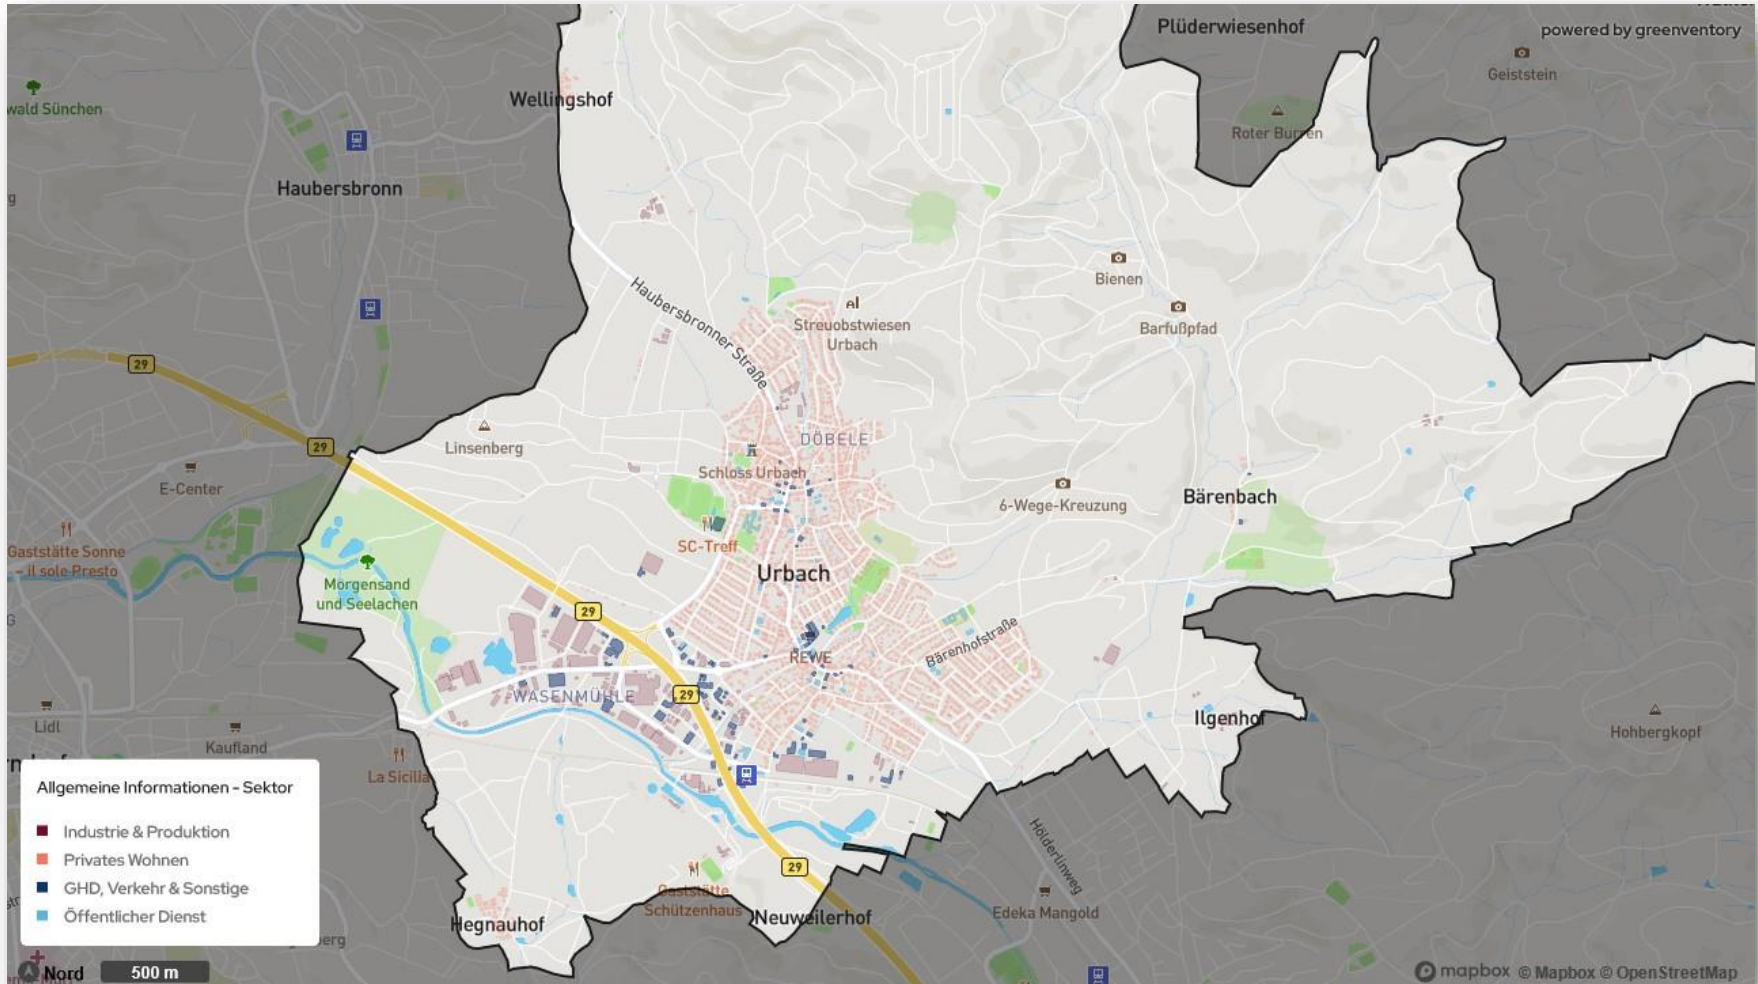 Plüderwiesenhof
powered by greenventory
Geiststein
wald Sünchen
Wellingshof
Roter Burren
Haubersbronn
Bienen
Haubersbronner Straße
Streuobstwiesen
Urbach
Barfußpfad
29
29
Linsenberg
DÖBELE
Schloss Urbach
E-Center
6-Wege-Kreuzung
Bärenbach
Gaststätte Sonne
– il sole Presto
SC-Treff
Urbach
Morgensand
und Seelachen
29
Bärenhofstraße
REWE
WASENMÜHLE
29
Lidl
Kaufland
Ilgenhof
Hohbergkopf
La Sicilia
Allgemeine Informationen - Sektor
Industrie & Produktion
Privates Wohnen
GHD, Verkehr & Sonstige
Öffentlicher Dienst
Hölderlinweg
29
Gaststätte
Schützenhaus
Neuweilerhof
Edeka Mangold
Hegnauhof
berg
Nord
500 m
mapbox © Mapbox © OpenStreetMap